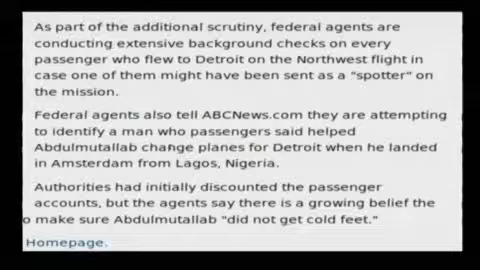 As part of the additional scrutiny, federal agents are
conducting extensive background checks on every
passenger who flew to Detroit on the Northwest flight in
case one of them might have been sent as a "spotter" on
the mission.
Federal agents also tell ABCNews.com they are attempting
to identify a man who passengers said helped
Abdulmutallab change planes for Detroit when he landed
in Amsterdam from Lagos, Nigeria.
Authorities had initially discounted the passenger
accounts, but the agents say there is a growing belief the
o make sure Abdulmutallab "did not get cold feet."
Homepage.